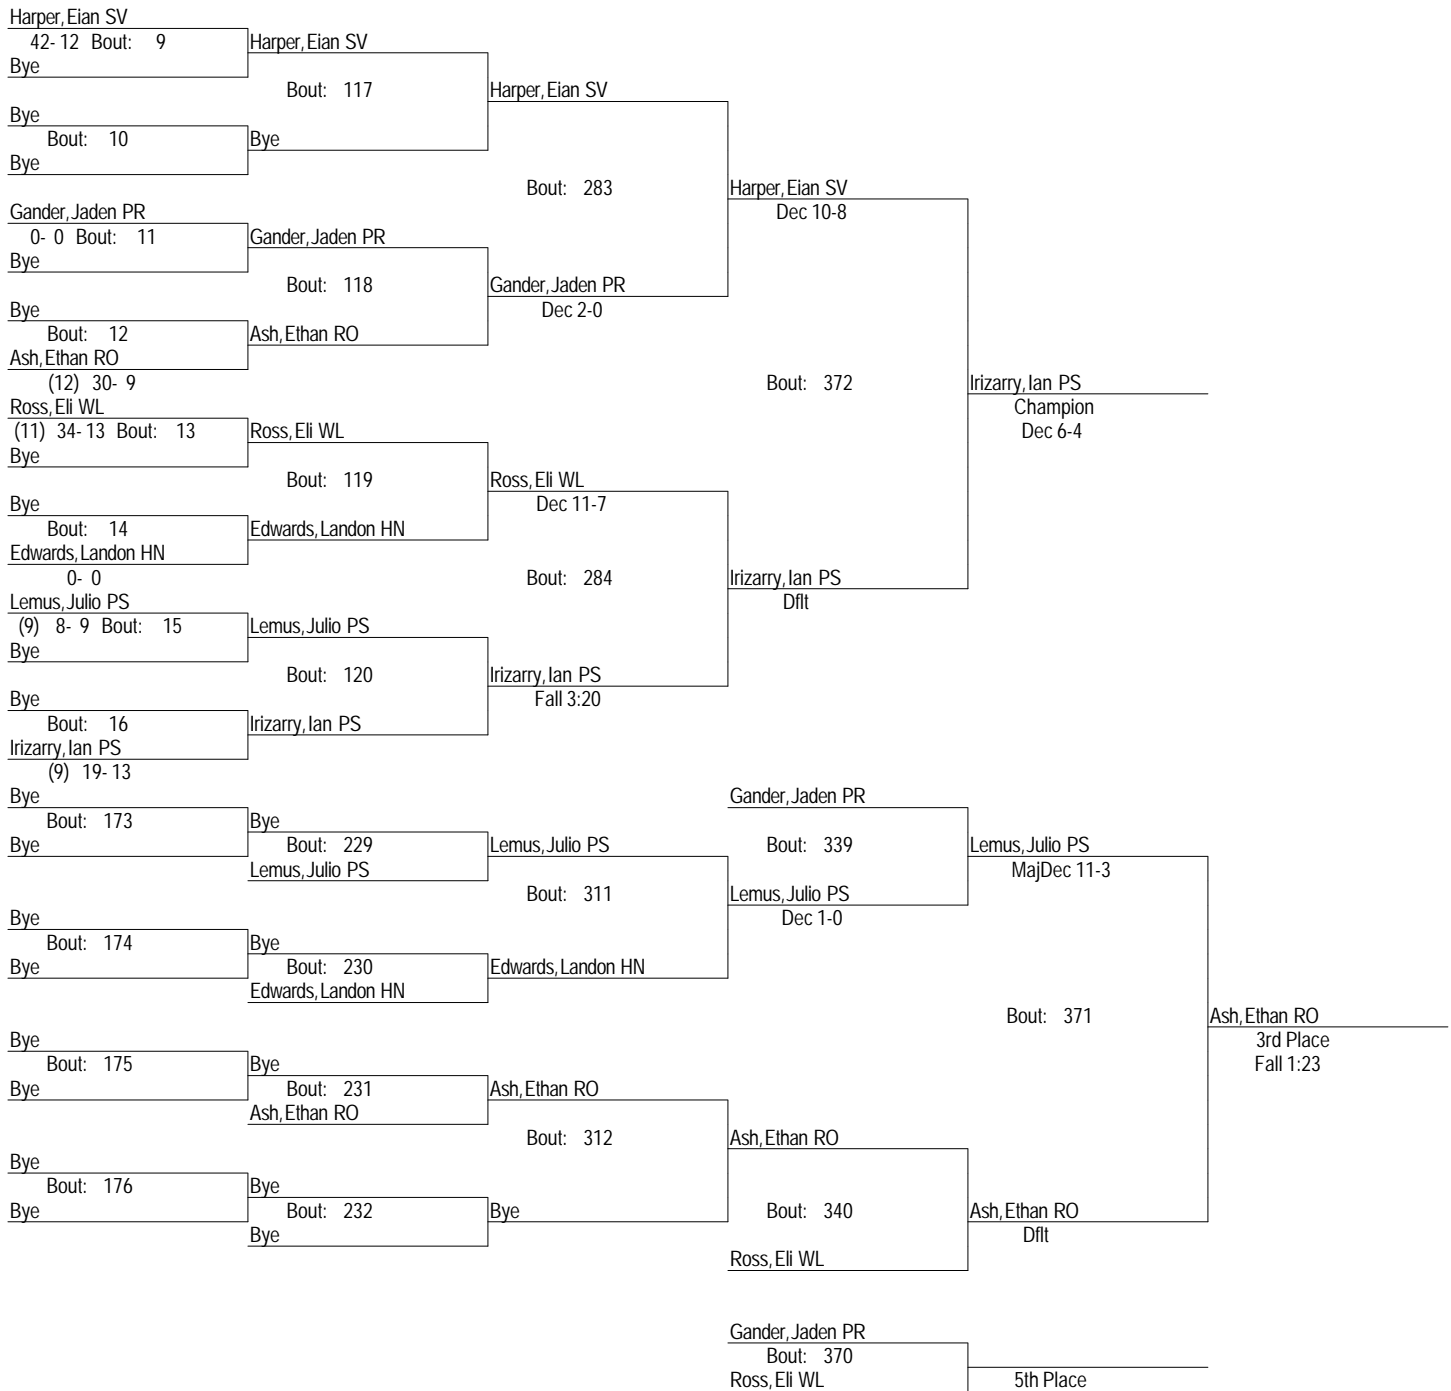 Harper, Eian SV
42- 12 Bout: 9
Harper, Eian SV
Bye
Bout: 117
Harper, Eian SV
Bye
Bout: 10
Bye
Bye
Bout: 283
Harper, Eian SV
Dec 10-8
Gander, Jaden PR
0- 0 Bout: 11
Gander, Jaden PR
Bye
Bout: 118
Gander, Jaden PR
Dec 2-0
Bye
Bout: 12
Ash, Ethan RO
Ash, Ethan RO
(12) 30- 9
Bout: 372
Irizarry, Ian PS
Champion
Dec 6-4
Ross, Eli WL
(11) 34- 13 Bout: 13
Ross, Eli WL
Bye
Bout: 119
Ross, Eli WL
Dec 11-7
Bye
Bout: 14
Edwards, Landon HN
Edwards, Landon HN
0- 0
Bout: 284
Irizarry, Ian PS
Dflt
Lemus, Julio PS
(9) 8- 9 Bout: 15
Lemus, Julio PS
Bye
Bout: 120
Irizarry, Ian PS
Fall 3:20
Bye
Bout: 16
Irizarry, Ian PS
Irizarry, Ian PS
(9) 19- 13
Bye
Bout: 173
Bye
Bye
Bout: 229
Lemus, Julio PS
Lemus, Julio PS
Bout: 311
Gander, Jaden PR
Bout: 339
Lemus, Julio PS
MajDec 11-3
Lemus, Julio PS
Dec 1-0
Bye
Bout: 174
Bye
Bye
Bout: 230
Edwards, Landon HN
Edwards, Landon HN
Bout: 371
Ash, Ethan RO
3rd Place
Fall 1:23
Bye
Bout: 175
Bye
Bye
Bout: 231
Ash, Ethan RO
Ash, Ethan RO
Bout: 312
Ash, Ethan RO
Bye
Bout: 176
Bye
Bye
Bout: 232
Bye
Bye
Bout: 340
Ash, Ethan RO
Dflt
Ross, Eli WL
Gander, Jaden PR
Bout: 370
Ross, Eli WL
5th Place